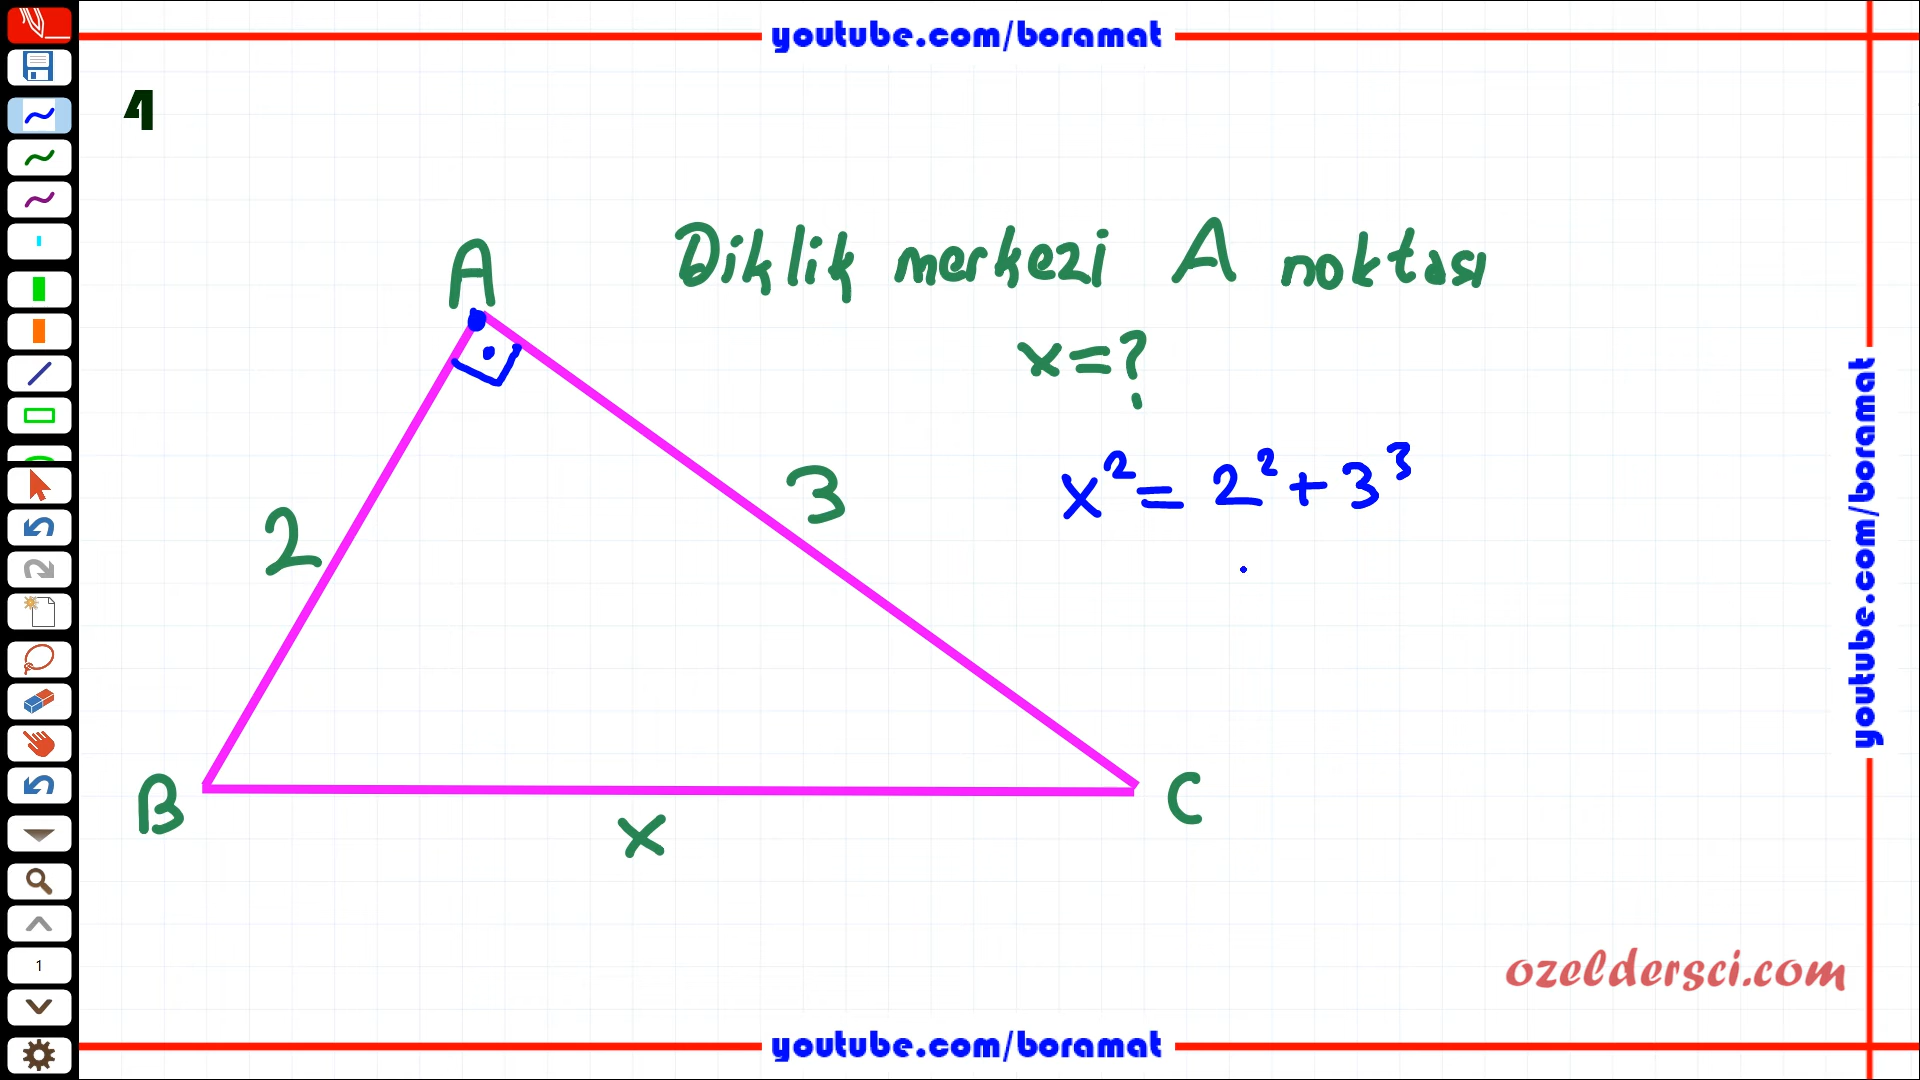 youtube.com/boramat
4
Diklik merkezi A noktası
x=?
x² = 2² + 3³
A
2
3
B
x
C
youtube.com/boramat
ozeldersci.com
1
youtube.com/boramat